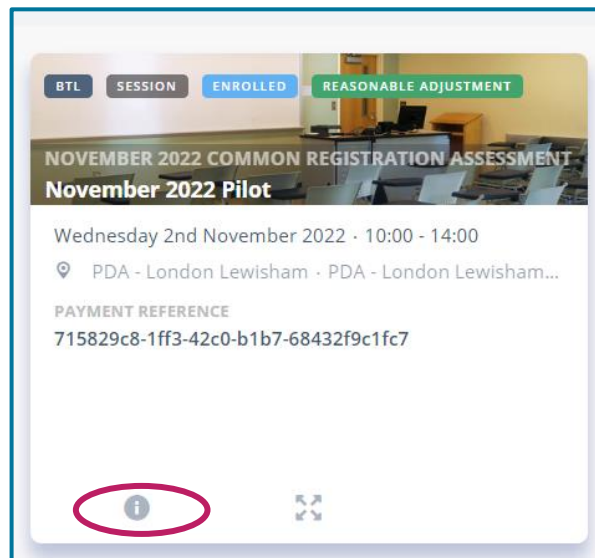 BTL SESSION ENROLLED REASONABLE ADJUSTMENT
NOVEMBER 2022 COMMON REGISTRATION ASSESSMENT
November 2022 Pilot
Wednesday 2nd November 2022 · 10:00 - 14:00
PDA - London Lewisham · PDA - London Lewisham...
PAYMENT REFERENCE
715829c8-1ff3-42c0-b1b7-68432f9c1fc7